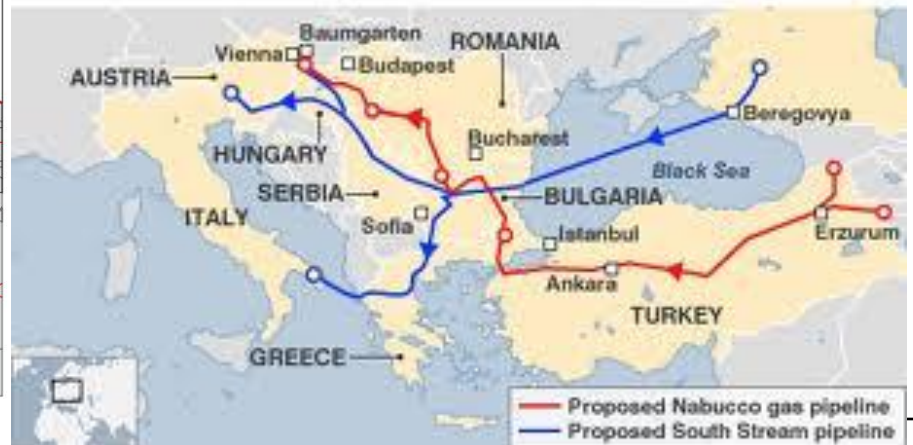 Baumgarten
Vienna
ROMANIA
Budapest
AUSTRIA
Beregovya
Bucharest
HUNGARY
Black Sea
SERBIA
BULGARIA
ITALY
Sofia
Istanbul
Erzurum
Ankara
TURKEY
GREECE
Proposed Nabucco gas pipeline
Proposed South Stream pipeline